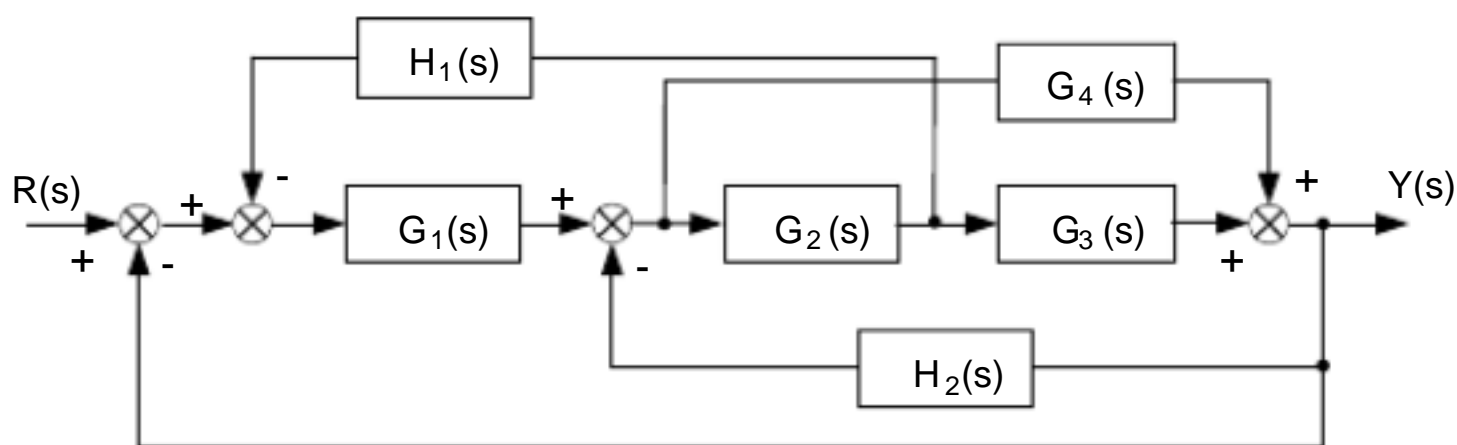 H₁(s)
G₄(s)
R(s) + + - G₁(s) + G₂(s) G₃(s) + + Y(s)
- -
H₂(s)